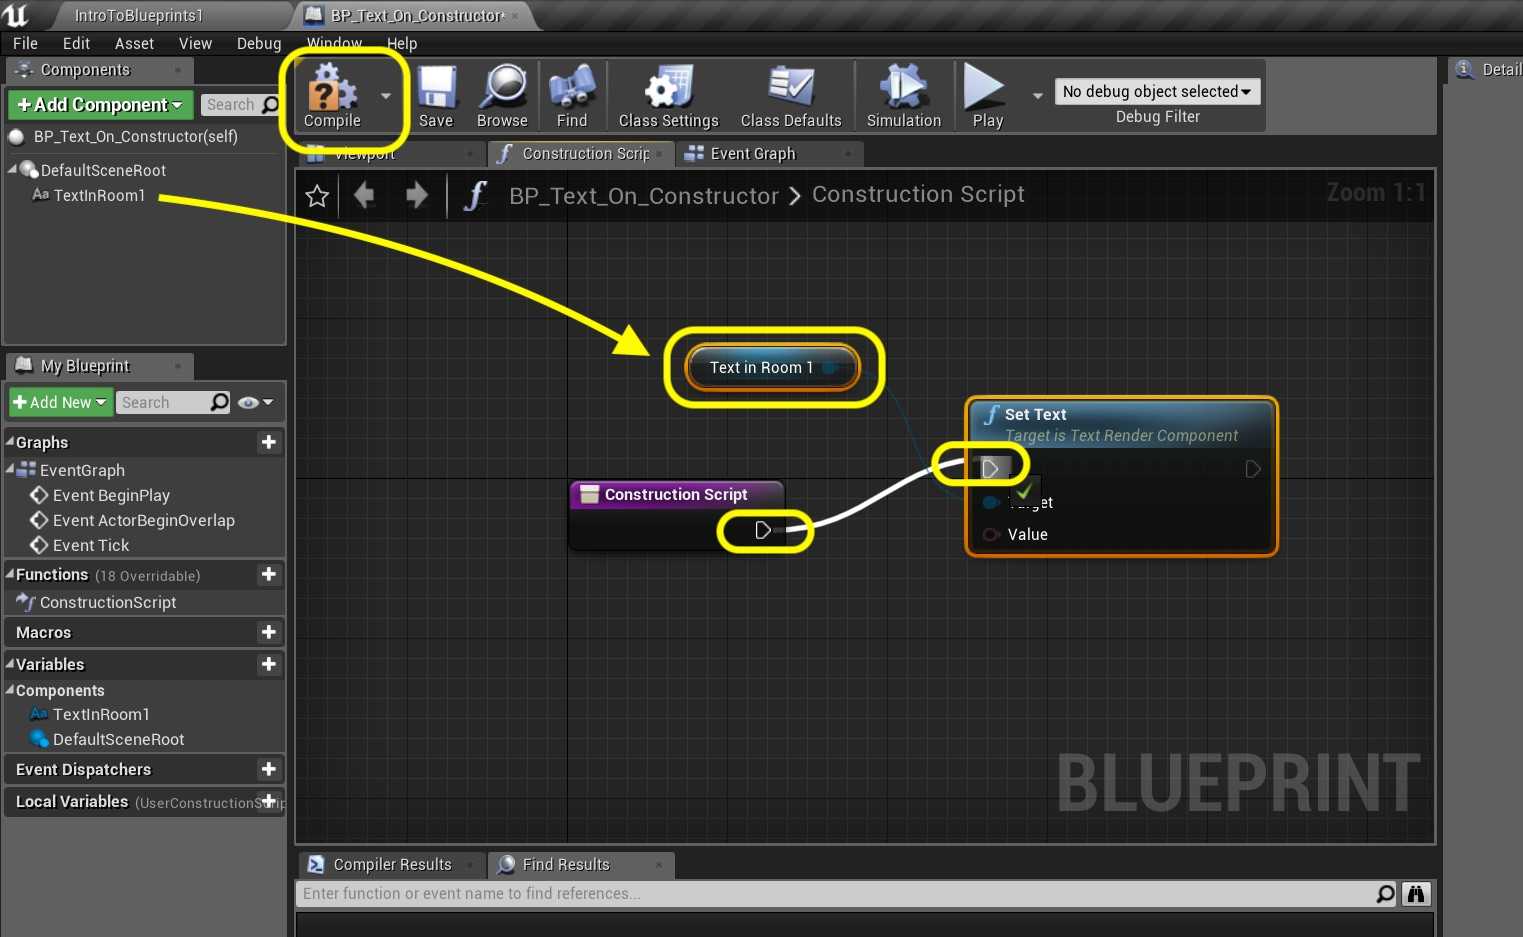 IntroToBlueprints1
BP_Text_On_Constructor*
File Edit Asset View Debug Window Help
Components
Detail
+Add Component
Search
Compile
Save
Browse
Find
Class Settings
Class Defaults
Simulation
Play
No debug object selected
Debug Filter
BP_Text_On_Constructor(self)
DefaultSceneRoot
TextInRoom1
Viewport
Construction Scrip
Event Graph
BP_Text_On_Constructor > Construction Script
Zoom 1:1
Text in Room 1
Set Text
Target is Text Render Component
Target
Value
Construction Script
BLUEPRINT
My Blueprint
+Add New
Search
Graphs
EventGraph
Event BeginPlay
Event ActorBeginOverlap
Event Tick
Functions (18 Overridable)
ConstructionScript
Macros
Variables
Components
TextInRoom1
DefaultSceneRoot
Event Dispatchers
Local Variables (UserConstructionScrip
Compiler Results
Find Results
Enter function or event name to find references...